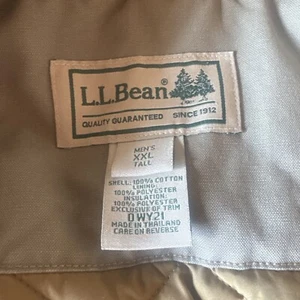 L.L.Bean®
QUALITY GUARANTEED SINCE 1912
MEN'S
XXL
TALL
SHELL: 100% COTTON
LINING:
100% POLYESTER
INSULATION:
100% POLYESTER
EXCLUSIVE OF TRIM
0WY21
MADE IN THAILAND
CARE ON REVERSE